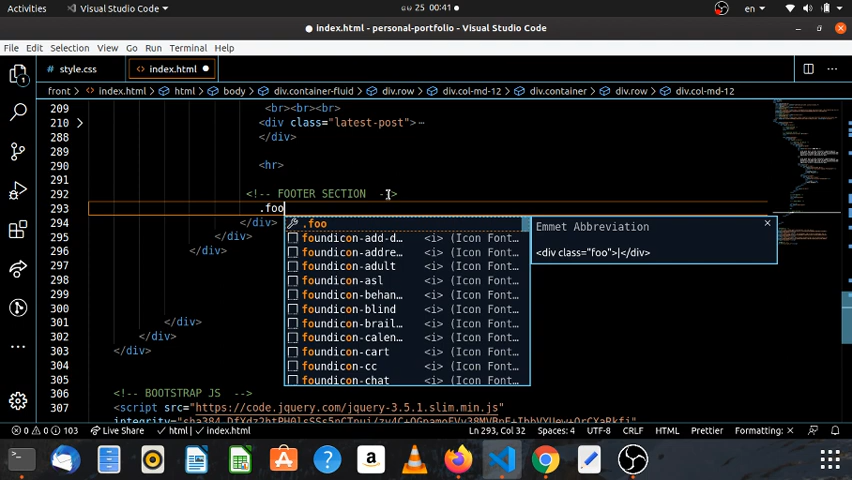 Activities Visual Studio Code 25 00:41 en
index.html - personal-portfolio - Visual Studio Code
File Edit Selection View Go Run Terminal Help
style.css index.html
front > index.html > html > body > div.container-fluid > div.row > div.col-md-12 > div.container > div.row > div.col-md-12
209 <br><br><br>
210 <div class="latest-post">
288 </div>
289
290 <hr>
291
292 <!-- FOOTER SECTION -->
293 .foo
294 </div>
295 </div>
296 </div>
297
298
299
300
301 </div>
302 </div>
303 </div>
304
305
306 <!-- BOOTSTRAP JS -->
307 <script src="https://code.jquery.com/jquery-3.5.1.slim.min.js"
.foo
foundicon-add-d… <i> (Icon Font…
foundicon-addre… <i> (Icon Font…
foundicon-adult <i> (Icon Font…
foundicon-asl <i> (Icon Font…
foundicon-behan… <i> (Icon Font…
foundicon-blind <i> (Icon Font…
foundicon-brail… <i> (Icon Font…
foundicon-calen… <i> (Icon Font…
foundicon-cart <i> (Icon Font…
foundicon-cc <i> (Icon Font…
foundicon-chat <i> (Icon Font…
Emmet Abbreviation
<div class="foo">|</div>
0 0 103 Live Share html index.html Ln 293, Col 32 Spaces: 4 UTF-8 CRLF HTML Prettier Formatting: ×